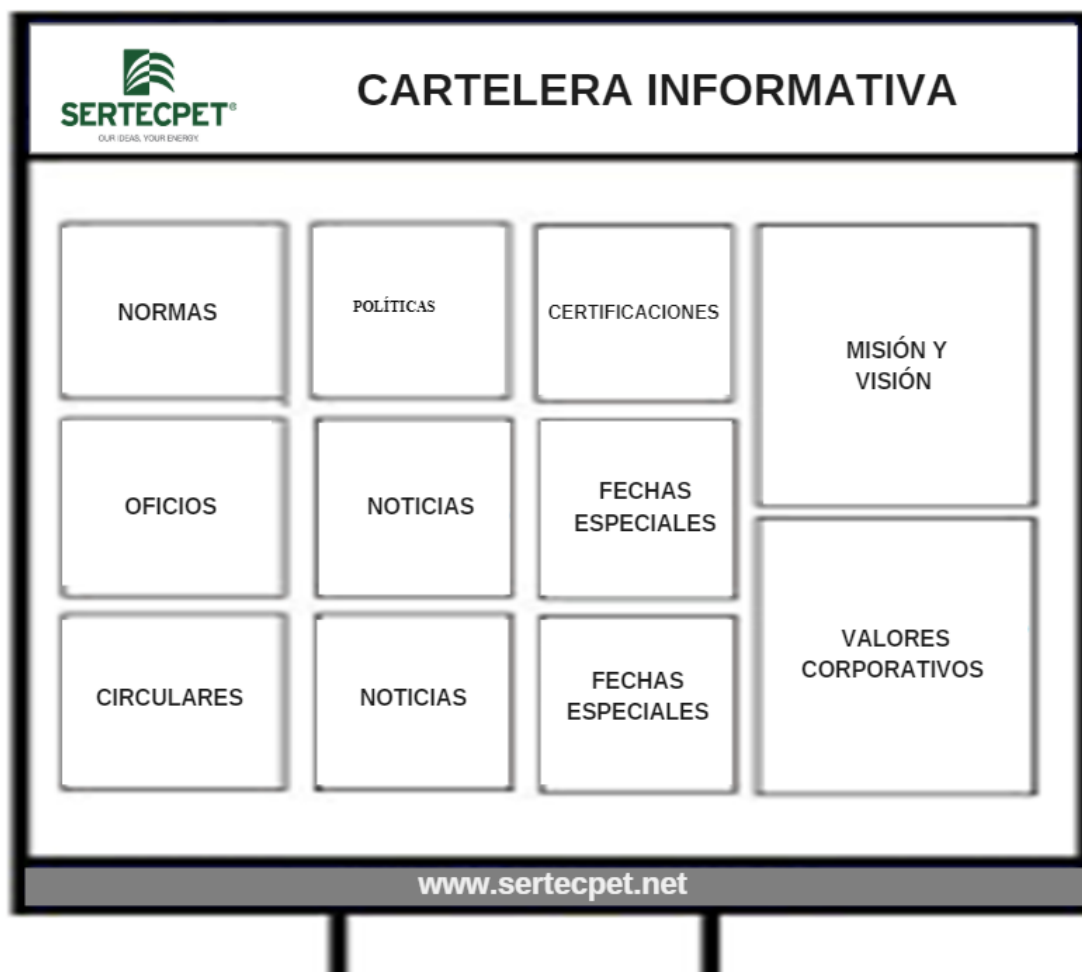 SERTECPET®
OUR IDEAS, YOUR ENERGY.
CARTELERA INFORMATIVA
NORMAS
POLÍTICAS
CERTIFICACIONES
MISIÓN Y
VISIÓN
OFICIOS
NOTICIAS
FECHAS
ESPECIALES
CIRCULARES
NOTICIAS
FECHAS
ESPECIALES
VALORES
CORPORATIVOS
www.sertecpet.net